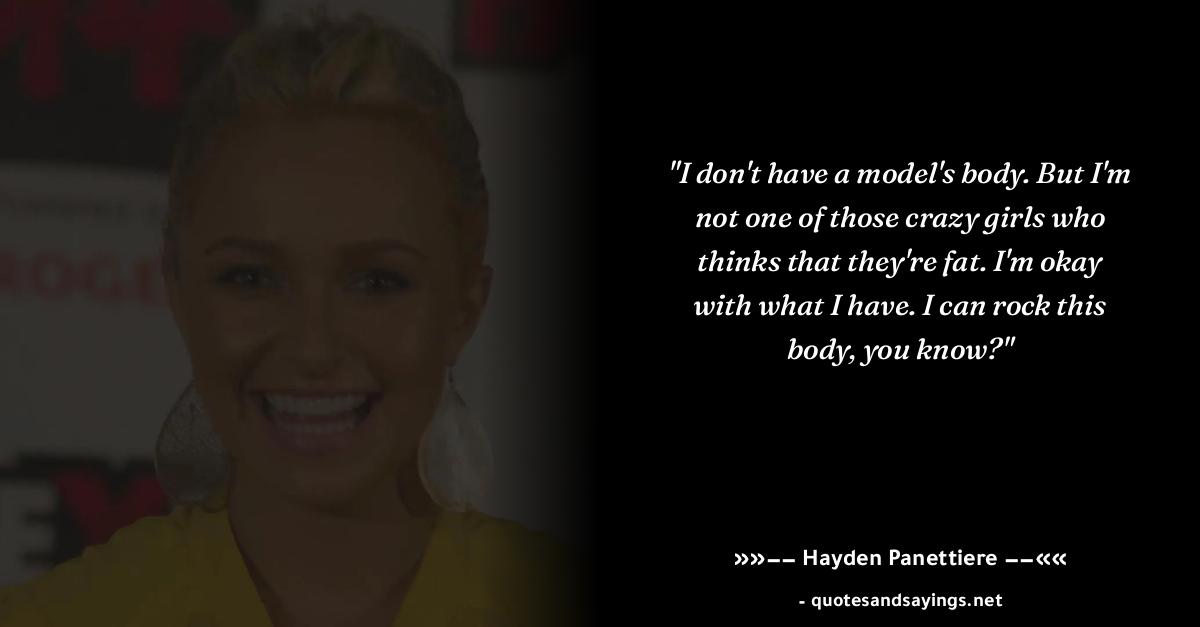 "I don't have a model's body. But I'm
not one of those crazy girls who
thinks that they're fat. I'm okay
with what I have. I can rock this
body, you know?"
»»–– Hayden Panettiere ––««
- quotesandsayings.net